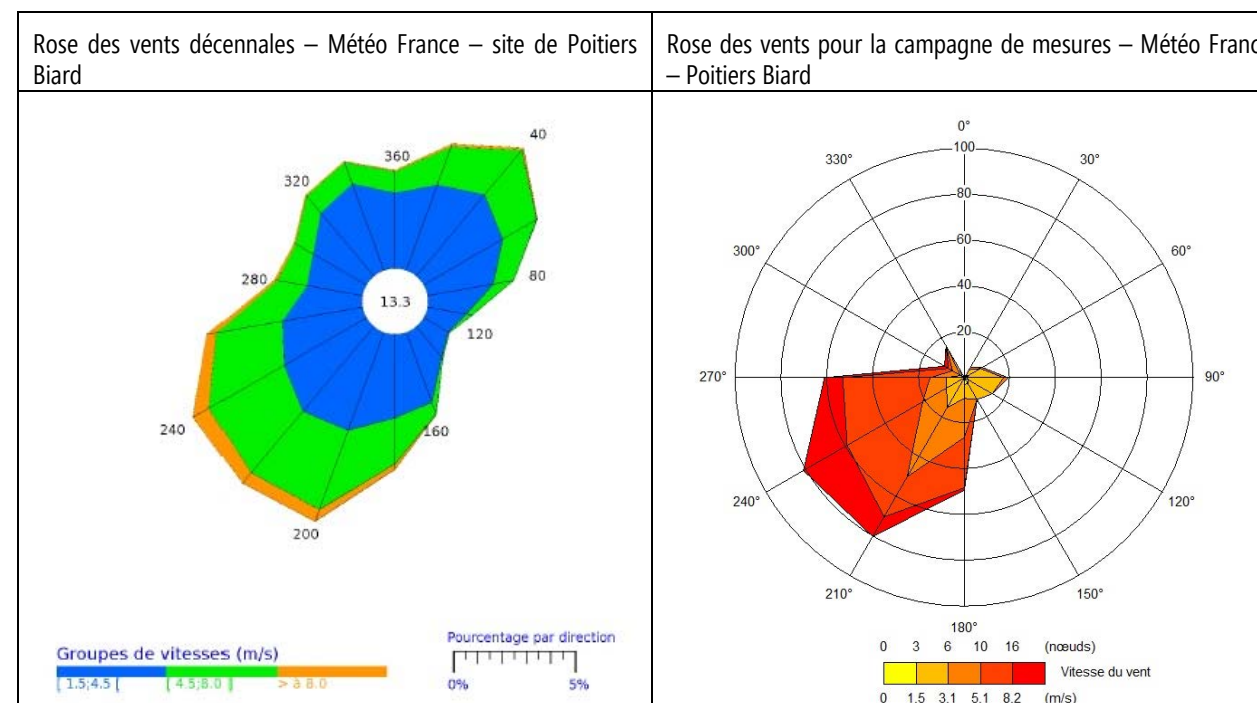 Rose des vents décennales – Météo France – site de Poitiers
Biard
Rose des vents pour la campagne de mesures – Météo Franc
– Poitiers Biard
40
360
320
280
80
13.3
120
240
160
200
Groupes de vitesses (m/s)
[ 1.5;4.5 [
[ 4.5;8.0 ]
> à 8.0
Pourcentage par direction
0%
5%
0°
330°
30°
300°
60°
270°
90°
240°
120°
210°
150°
180°
100
80
60
40
20
0 3 6 10 16 (nœuds)
Vitesse du vent
0 1.5 3.1 5.1 8.2 (m/s)